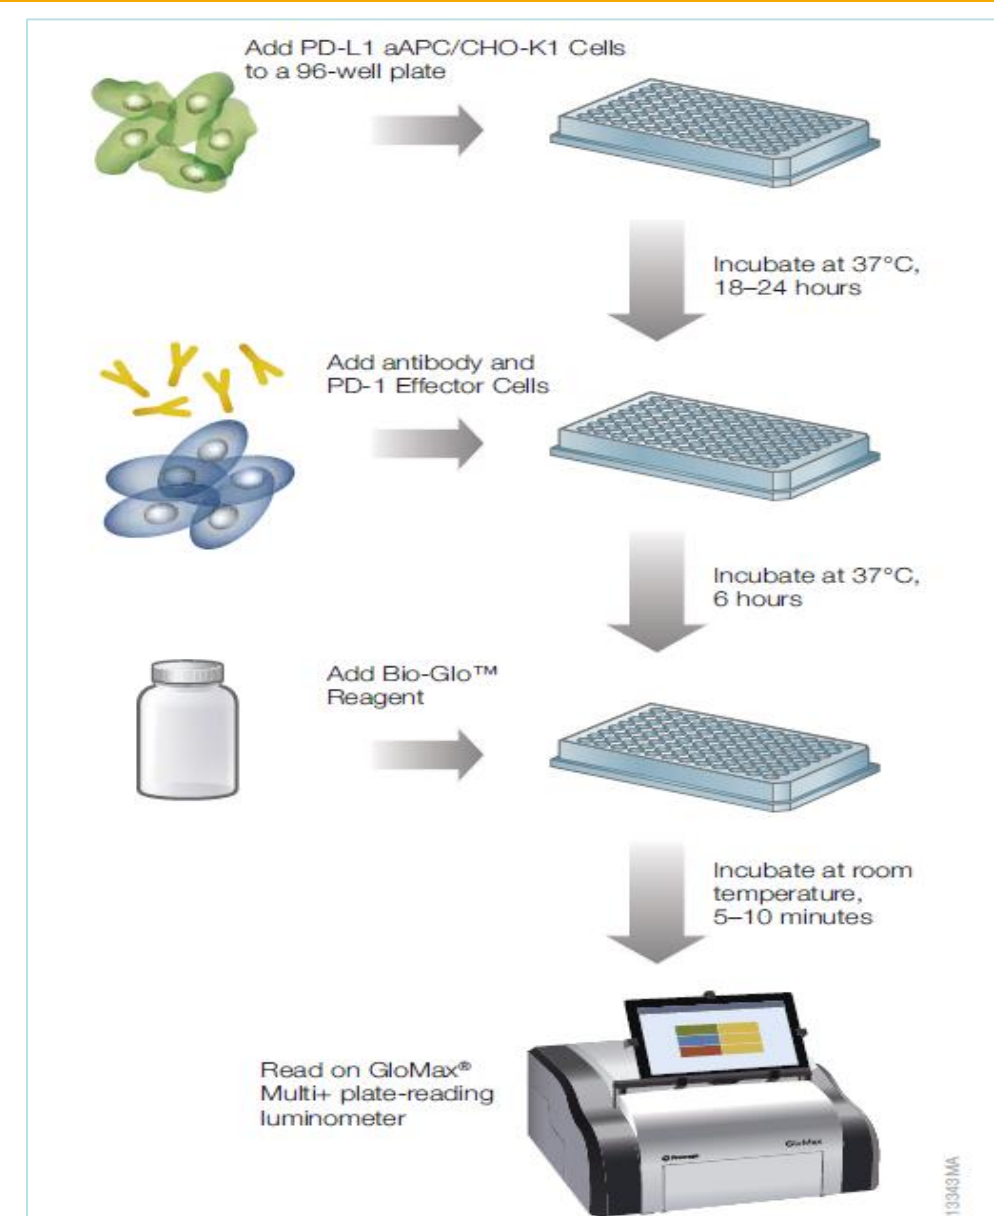 Add PD-L1 aAPC/CHO-K1 Cells
to a 96-well plate
Incubate at 37°C,
18–24 hours
Add antibody and
PD-1 Effector Cells
Incubate at 37°C,
6 hours
Add Bio-Glo™
Reagent
Incubate at room
temperature,
5–10 minutes
Read on GloMax®
Multi+ plate-reading
luminometer
GloMax
Promega
13343MA